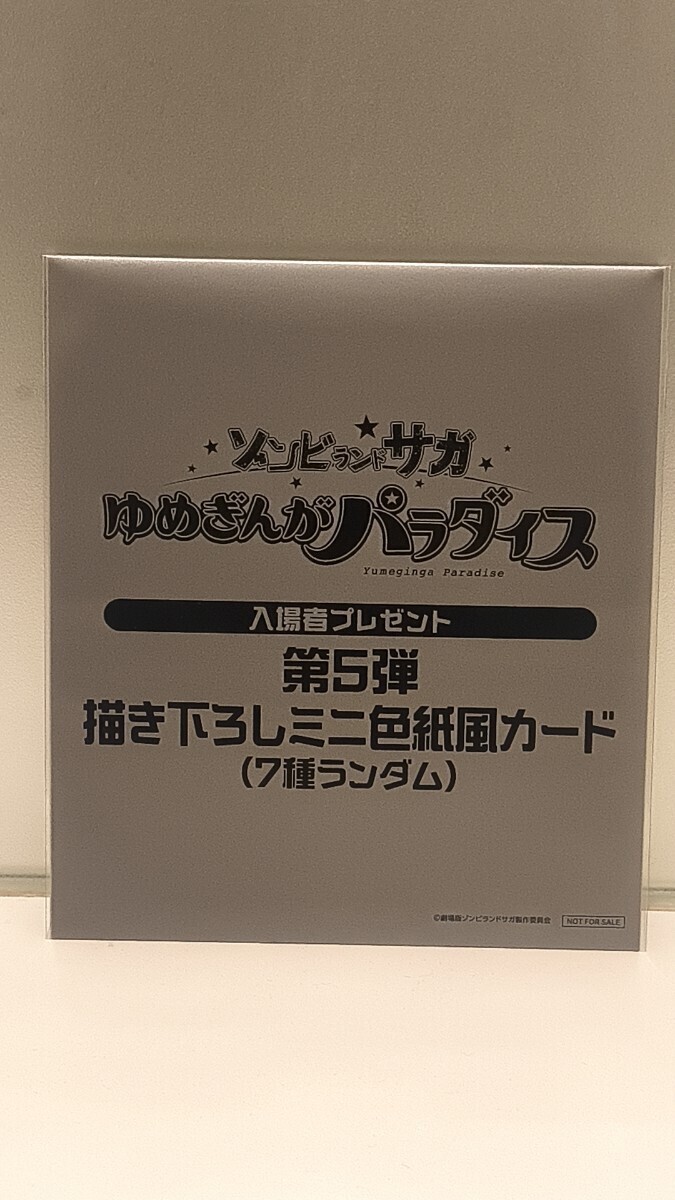 ゾンビランドサガ
ゆめぎんがパラダイス
Yumeginga Paradise
入場者プレゼント
第5弾
描き下ろしミニ色紙風カード
(7種ランダム)
©劇場版ゾンビランドサガ製作委員会 NOT FOR SALE